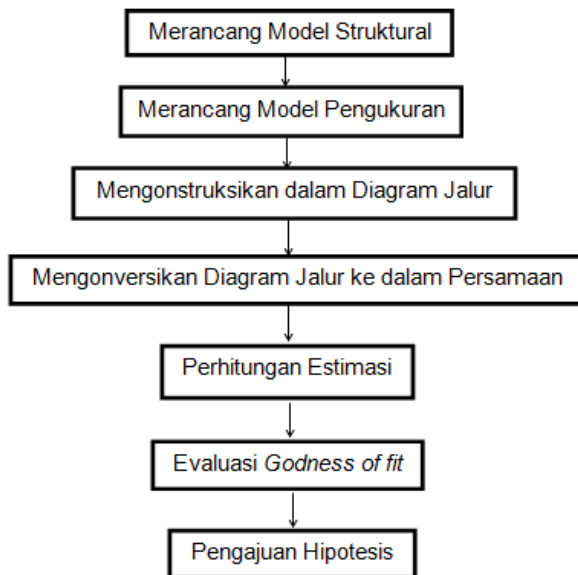 Merancang Model Struktural
Merancang Model Pengukuran
Mengonstruksikan dalam Diagram Jalur
Mengonversikan Diagram Jalur ke dalam Persamaan
Perhitungan Estimasi
Evaluasi Godness of fit
Pengajuan Hipotesis